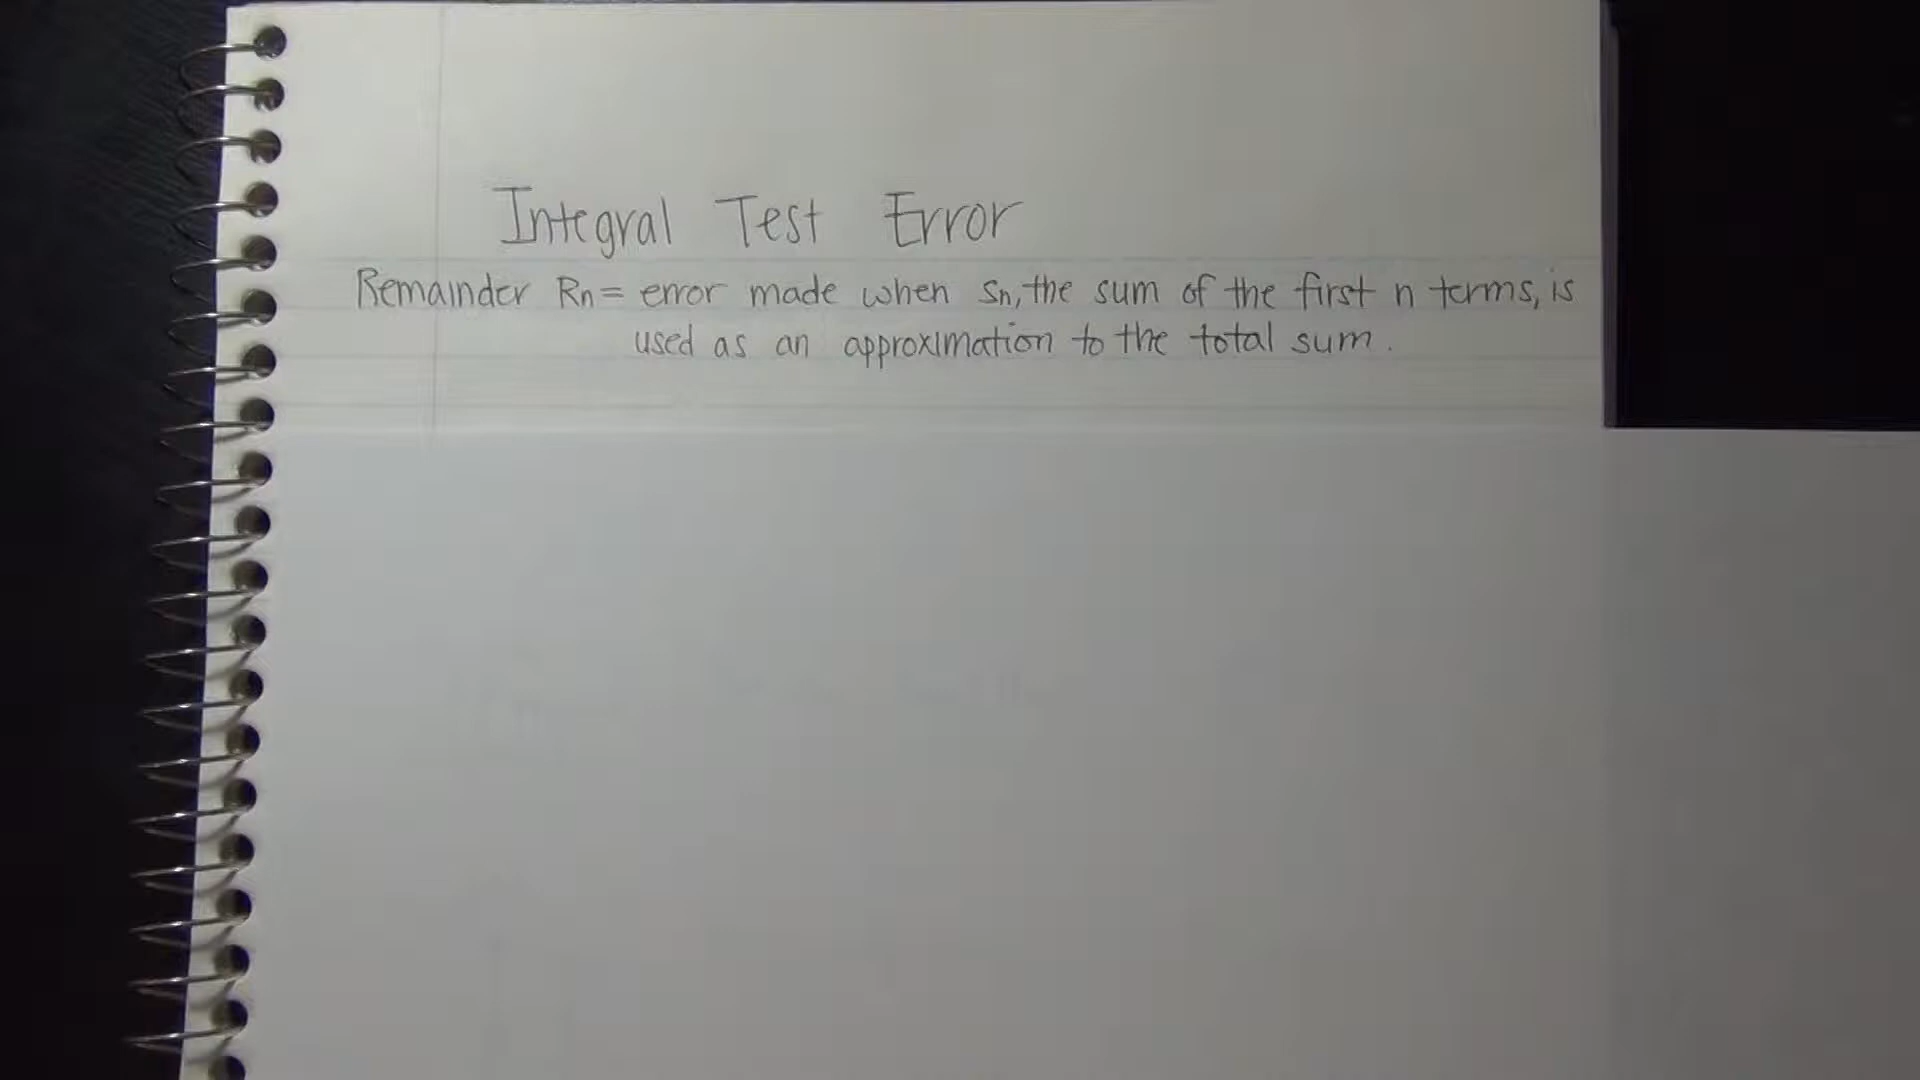 Integral Test Error
Remainder Rn = error made when Sn, the sum of the first n terms, is
used as an approximation to the total sum.